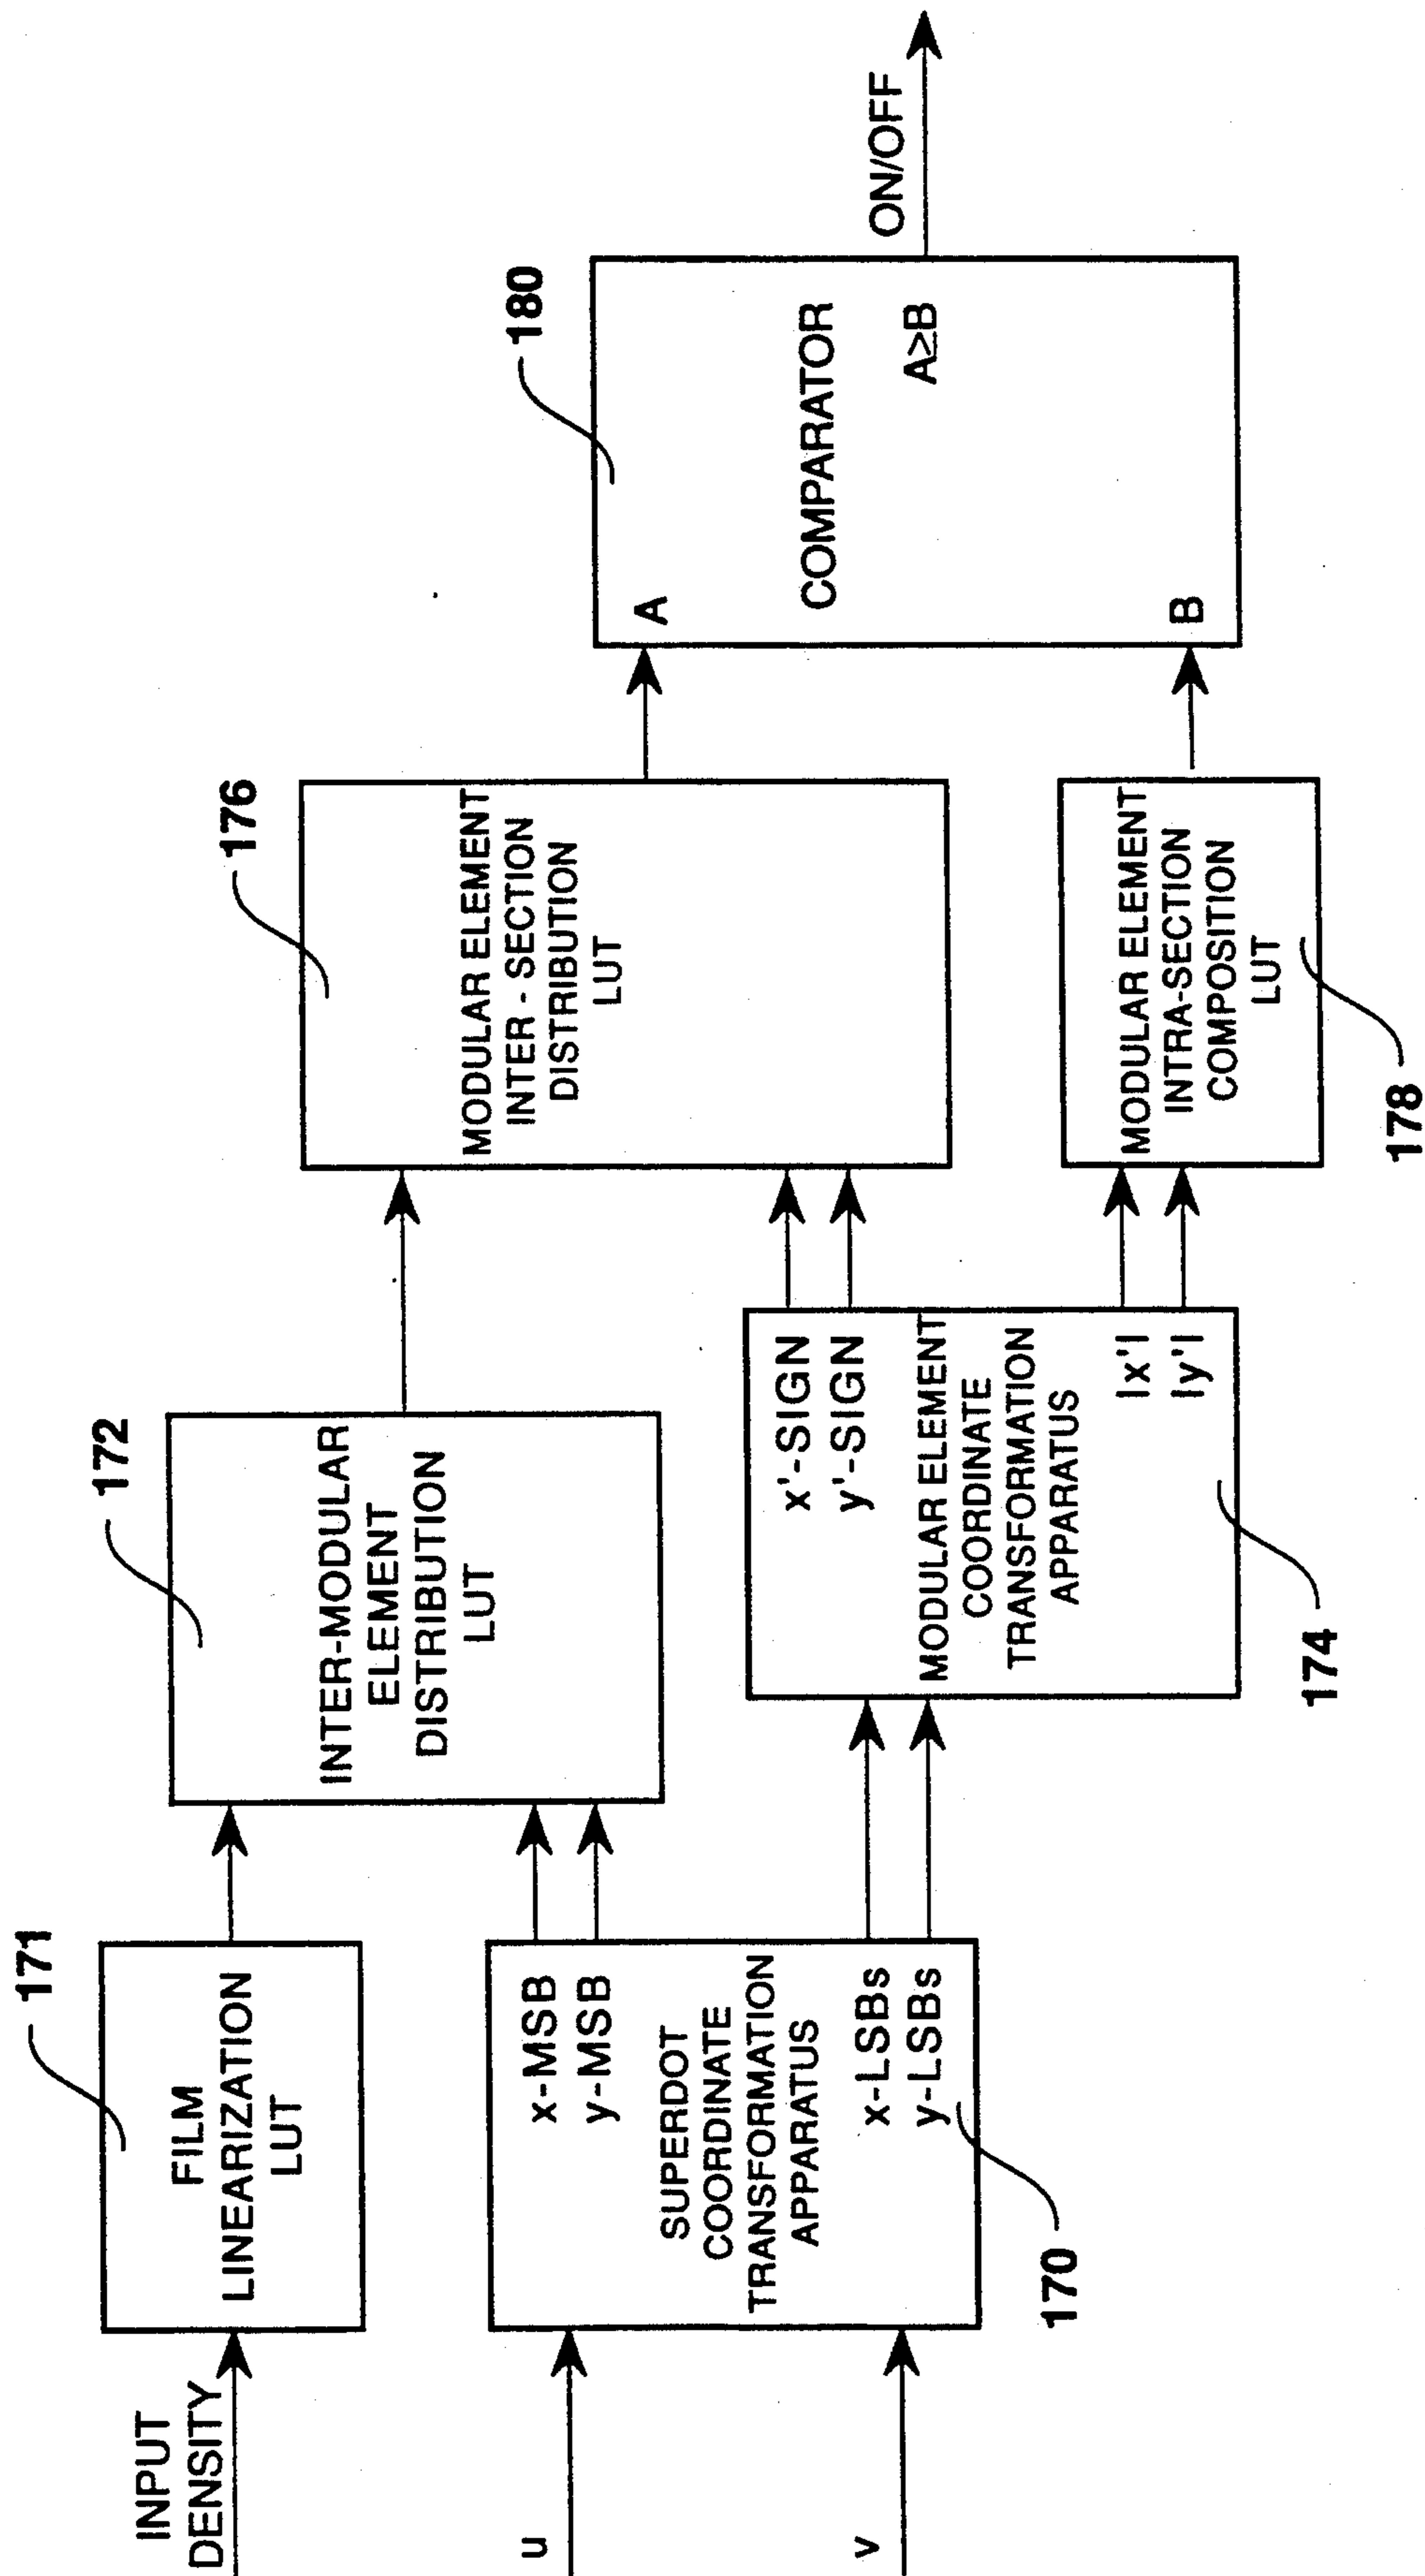 INPUT
DENSITY
u
v
171
FILM
LINEARIZATION
LUT
x-MSB
y-MSB
SUPERDOT
COORDINATE
TRANSFORMATION
APPARATUS
x-LSBs
y-LSBs
170
172
INTER-MODULAR
ELEMENT
DISTRIBUTION
LUT
x'-SIGN
y'-SIGN
MODULAR ELEMENT
COORDINATE
TRANSFORMATION
APPARATUS
|x'|
|y'|
174
176
MODULAR ELEMENT
INTER - SECTION
DISTRIBUTION
LUT
MODULAR ELEMENT
INTRA-SECTION
COMPOSITION
LUT
178
180
A
COMPARATOR
A≥B
B
ON/OFF